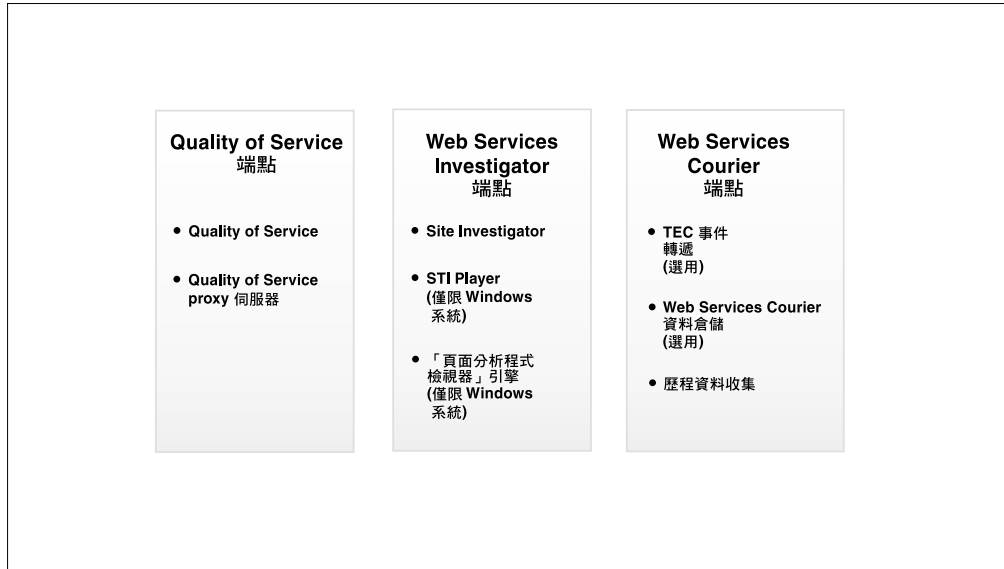 Quality of Service
端點
● Quality of Service
● Quality of Service
proxy 伺服器
Web Services
Investigator
端點
● Site Investigator
● STI Player
(僅限 Windows
系統)
● 「頁面分析程式
檢視器」引擎
(僅限 Windows
系統)
Web Services
Courier
端點
● TEC 事件
轉遞
(選用)
● Web Services Courier
資料倉儲
(選用)
● 歷程資料收集